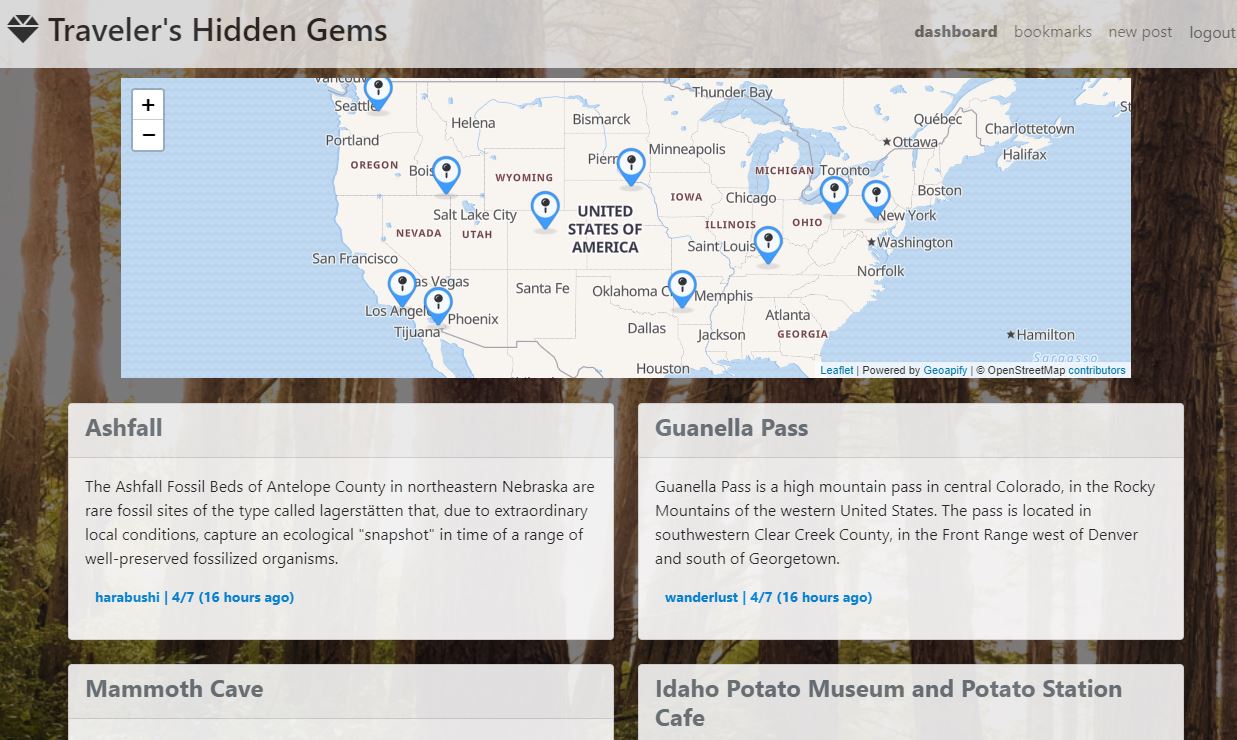 Traveler's Hidden Gems
dashboard bookmarks new post logout
+
−
Seattle
Thunder Bay
Helena
Bismarck
Québec
Charlottetown
Portland
Ottawa
Minneapolis
Halifax
OREGON
MICHIGAN
Toronto
WYOMING
Boston
IOWA
Chicago
Salt Lake City
UNITED
STATES OF
AMERICA
New York
NEVADA
UTAH
ILLINOIS
OHIO
Saint Louis
Washington
San Francisco
Norfolk
as Vegas
Santa Fe
Oklahoma C
Memphis
Los Angel
Phoenix
Atlanta
Tijuana
Dallas
Jackson
GEORGIA
Hamilton
Sargasso
Houston
Leaflet | Powered by Geoapify | © OpenStreetMap contributors
Ashfall
The Ashfall Fossil Beds of Antelope County in northeastern Nebraska are
rare fossil sites of the type called lagerstätten that, due to extraordinary
local conditions, capture an ecological "snapshot" in time of a range of
well-preserved fossilized organisms.
harabushi | 4/7 (16 hours ago)
Guanella Pass
Guanella Pass is a high mountain pass in central Colorado, in the Rocky
Mountains of the western United States. The pass is located in
southwestern Clear Creek County, in the Front Range west of Denver
and south of Georgetown.
wanderlust | 4/7 (16 hours ago)
Mammoth Cave
Idaho Potato Museum and Potato Station
Cafe